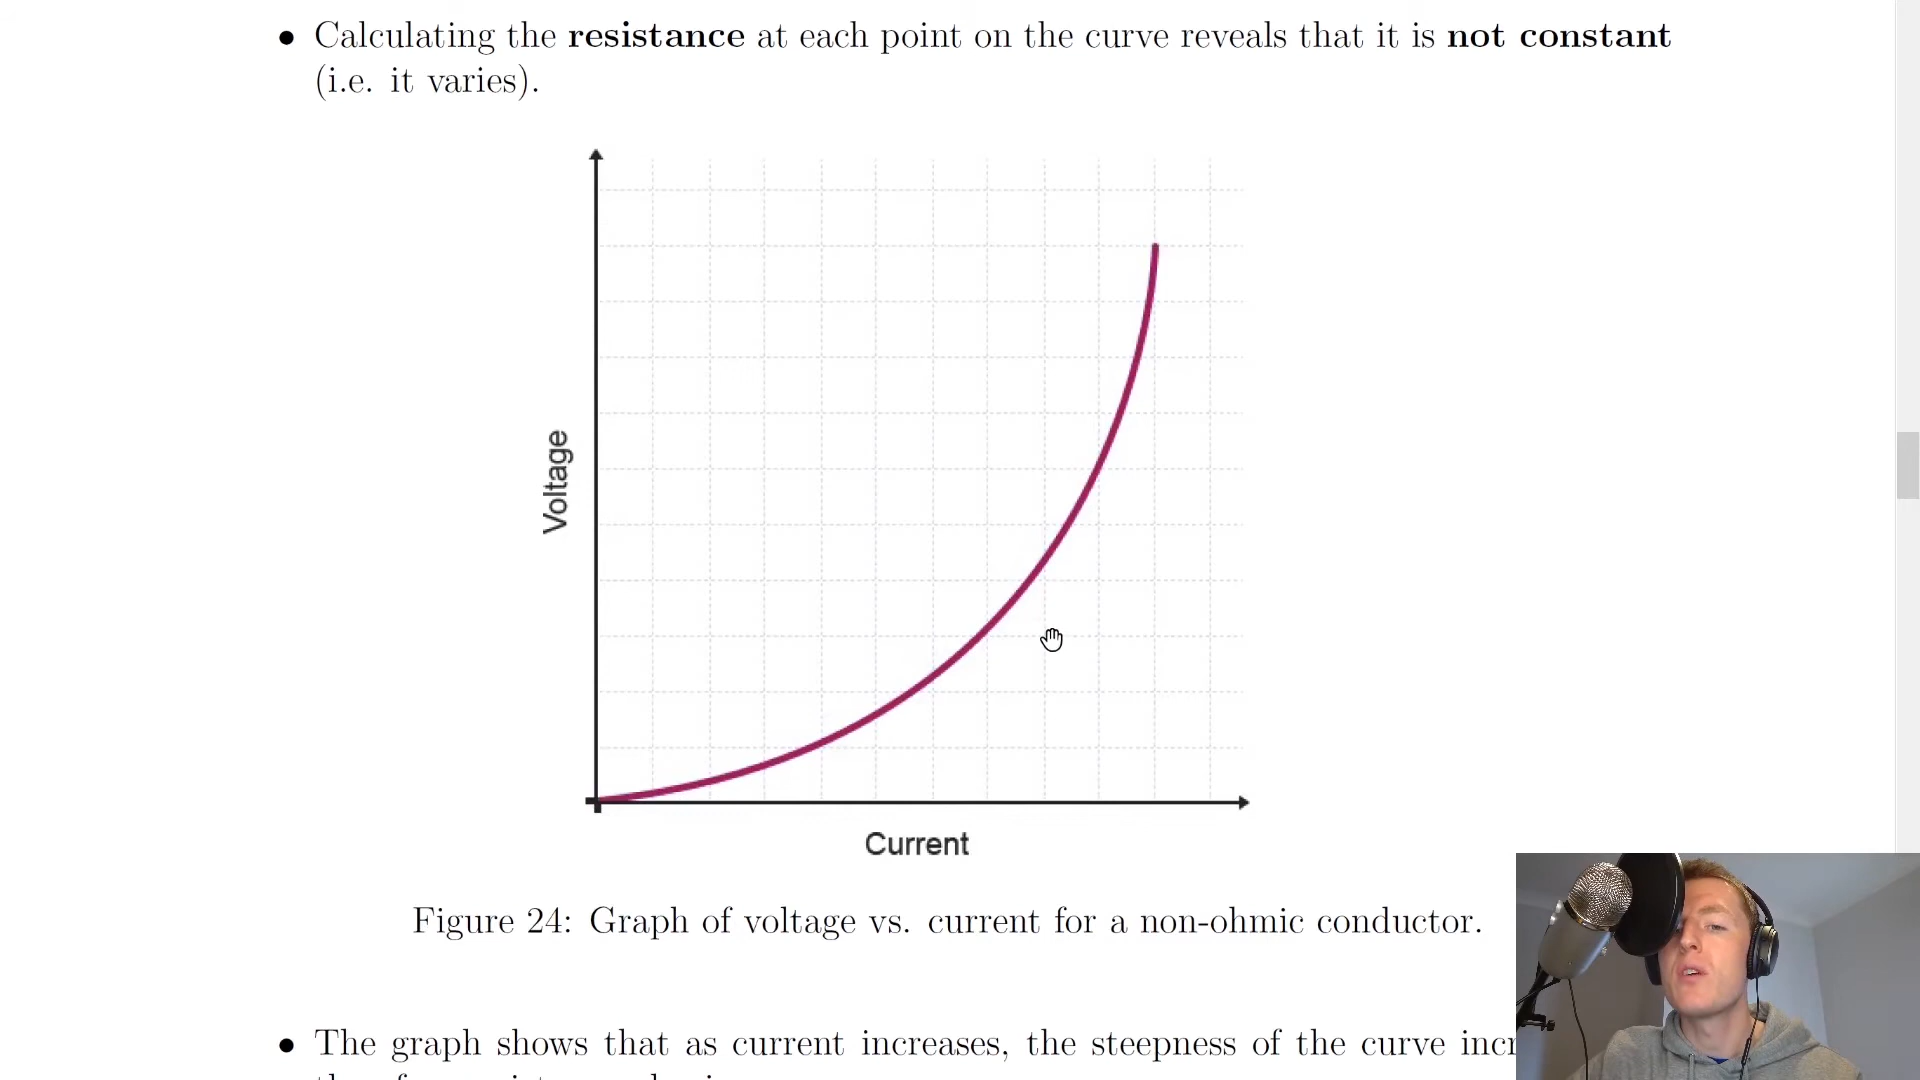 • Calculating the resistance at each point on the curve reveals that it is not constant
(i.e. it varies).
Voltage
Current
Figure 24: Graph of voltage vs. current for a non-ohmic conductor.
• The graph shows that as current increases, the steepness of the curve